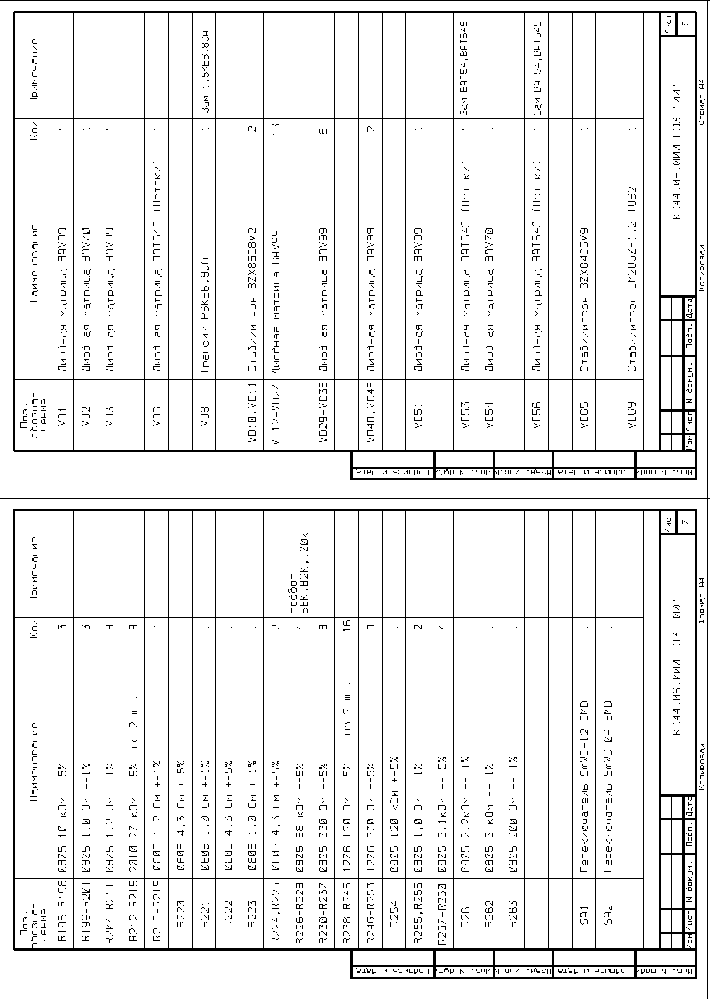 Поз. обозна- чение Наименование Кол Примечание
R196-R198 0805 10 кОм +-5% 3
R199-R201 0805 1.0 Ом +-1% 3
R204-R211 0805 1.2 Ом +-1% 8
R212-R215 2010 27 кОм +-5% по 2 шт. 8
R216-R219 0805 1.2 Ом +-1% 4
R220 0805 4,3 Ом +-5% 1
R221 0805 1,0 Ом +-1% 1
R222 0805 4,3 Ом +-5% 1
R223 0805 1,0 Ом +-1% 1
R224,R225 0805 4,3 Ом +-5% 2
R226-R229 0805 68 кОм +-5% 4 подбор 56К,82К,100к
R230-R237 0805 330 Ом +-5% 8
R238-R245 1206 120 Ом +-5% по 2 шт. 16
R246-R253 1206 330 Ом +-5% 8
R254 0805 120 кОм +-5% 1
R255,R256 0805 1,0 Ом +-1% 2
R257-R260 0805 5,1кОм +- 5% 4
R261 0805 2,2кОм +- 1% 1
R262 0805 3 кОм +- 1% 1
R263 0805 200 Ом +- 1% 1
SA1 Переключатель SmWD-12 SMD 1
SA2 Переключатель SmWD-04 SMD 1
Изм Лист N докум. Подп. Дата
КС44.06.000 ПЭ3 "00"
Лист
7
Копировал Формат А4
Инв. N подл
Подпись и дата
Взам. инв.N
Инв. N дубл
Подпись и дата
Поз. обозна- чение Наименование Кол Примечание
VD1 Диодная матрица BAV99 1
VD2 Диодная матрица BAV70 1
VD3 Диодная матрица BAV99 1
VD6 Диодная матрица BAT54C (Шоттки) 1
VD8 Трансил P6KE6,8CA 1 Зам 1,5KE6,8CA
VD10,VD11 Стабилитрон BZX85C8V2 2
VD12-VD27 Диодная матрица BAV99 16
VD29-VD36 Диодная матрица BAV99 8
VD48,VD49 Диодная матрица BAV99 2
VD51 Диодная матрица BAV99 1
VD53 Диодная матрица BAT54C (Шоттки) 1 Зам BAT54,BAT54S
VD54 Диодная матрица BAV70 1
VD56 Диодная матрица BAT54C (Шоттки) 1 Зам BAT54,BAT54S
VD65 Стабилитрон BZX84C3V9 1
VD69 Стабилитрон LM285Z-1,2 TO92 1
Изм Лист N докум. Подп. Дата
КС44.06.000 ПЭ3 "00"
Лист
8
Копировал Формат А4
Инв. N подл
Подпись и дата
Взам. инв.N
Инв. N дубл
Подпись и дата